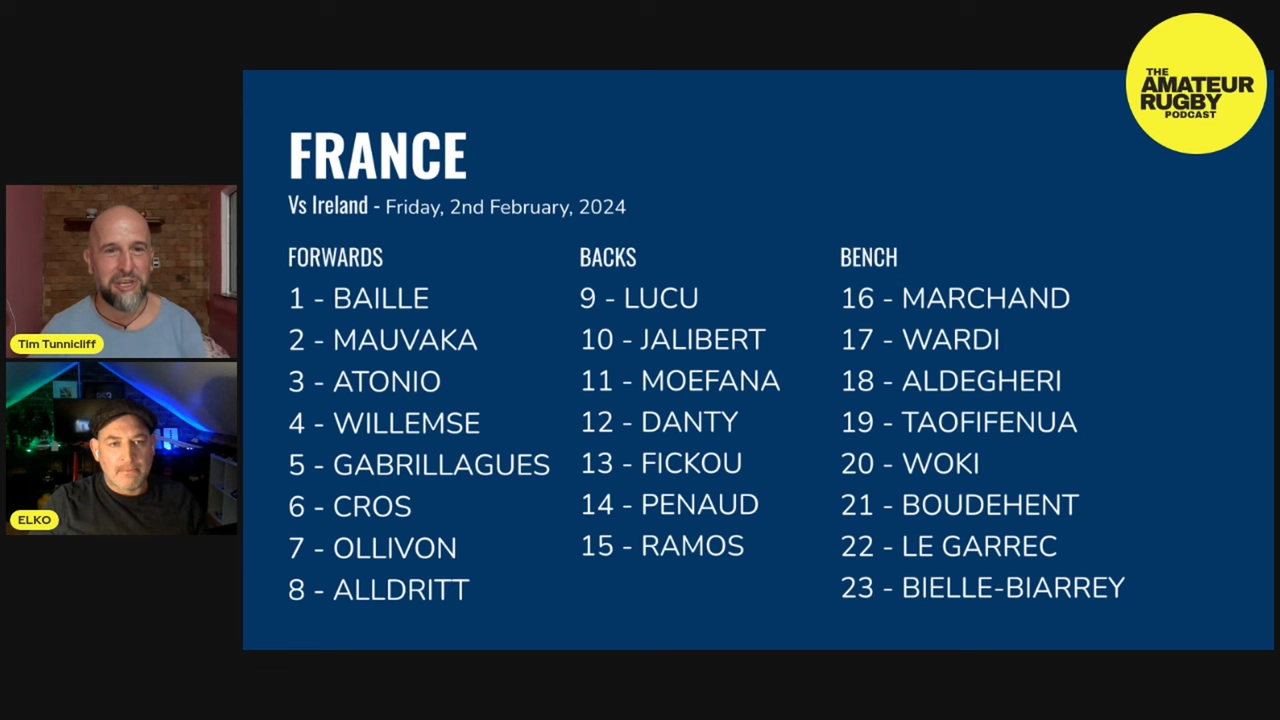 THE
AMATEUR
RUGBY
PODCAST
FRANCE
Vs Ireland - Friday, 2nd February, 2024
FORWARDS
1 - BAILLE
2 - MAUVAKA
3 - ATONIO
4 - WILLEMSE
5 - GABRILLAGUES
6 - CROS
7 - OLLIVON
8 - ALLDRITT
BACKS
9 - LUCU
10 - JALIBERT
11 - MOEFANA
12 - DANTY
13 - FICKOU
14 - PENAUD
15 - RAMOS
BENCH
16 - MARCHAND
17 - WARDI
18 - ALDEGHERI
19 - TAOFIFENUA
20 - WOKI
21 - BOUDEHENT
22 - LE GARREC
23 - BIELLE-BIARREY
Tim Tunnicliff
ELKO